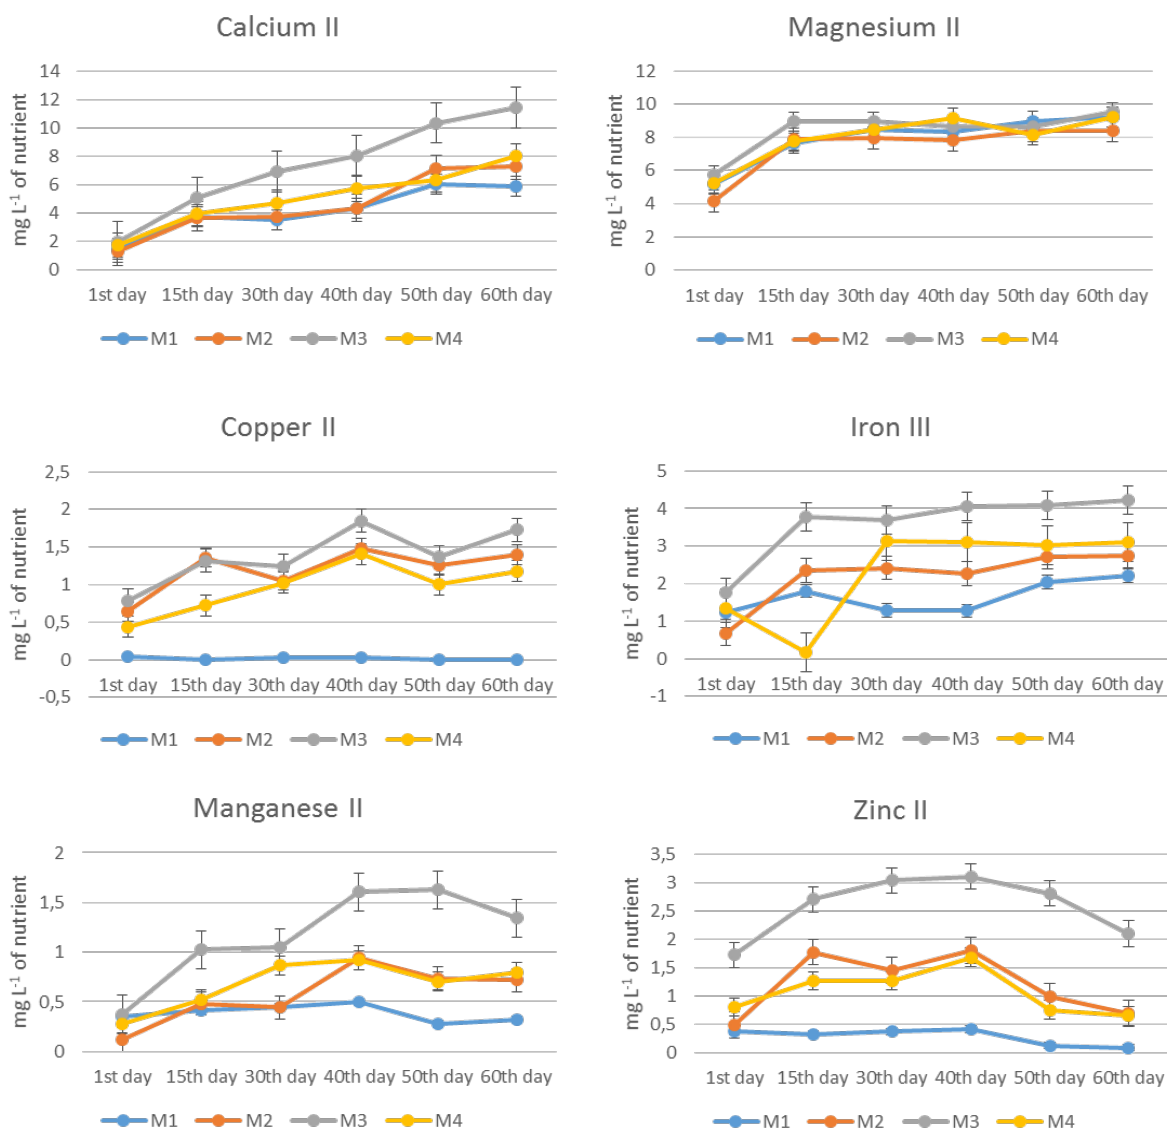 Calcium II
mg L-1 of nutrient
14
12
10
8
6
4
2
0
1st day 15th day 30th day 40th day 50th day 60th day
M1 M2 M3 M4
Magnesium II
mg L-1 of nutrient
12
10
8
6
4
2
0
1st day 15th day 30th day 40th day 50th day 60th day
M1 M2 M3 M4
Copper II
mg L-1 of nutrient
2,5
2
1,5
1
0,5
0
-0,5
1st day 15th day 30th day 40th day 50th day 60th day
M1 M2 M3 M4
Iron III
mg L-1 of nutrient
5
4
3
2
1
0
-1
1st day 15th day 30th day 40th day 50th day 60th day
M1 M2 M3 M4
Manganese II
mg L-1 of nutrient
2
1,5
1
0,5
0
1st day 15th day 30th day 40th day 50th day 60th day
M1 M2 M3 M4
Zinc II
mg L-1 of nutrient
3,5
3
2,5
2
1,5
1
0,5
0
1st day 15th day 30th day 40th day 50th day 60th day
M1 M2 M3 M4